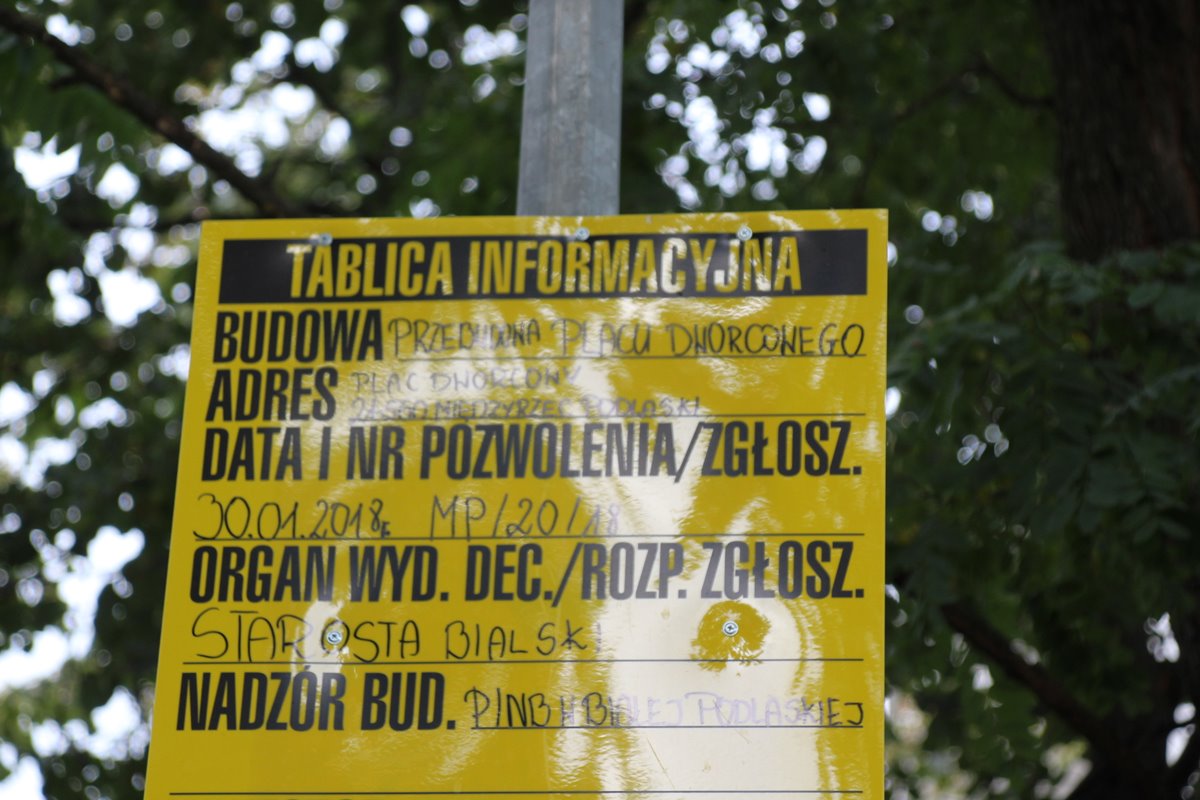 TABLICA INFORMACYJNA
BUDOWA PRZEBUDOWA PLACU DWORCOWEGO
ADRES PLAC DWORCOWY
21-560 MIĘDZYRZEC PODLASKI
DATA I NR POZWOLENIA/ZGŁOSZ.
30.01.2018r. MP/20/18
ORGAN WYD. DEC./ROZP. ZGŁOSZ.
STAROSTA BIALSKI
NADZÓR BUD. PINB W BIAŁEJ PODLASKIEJ